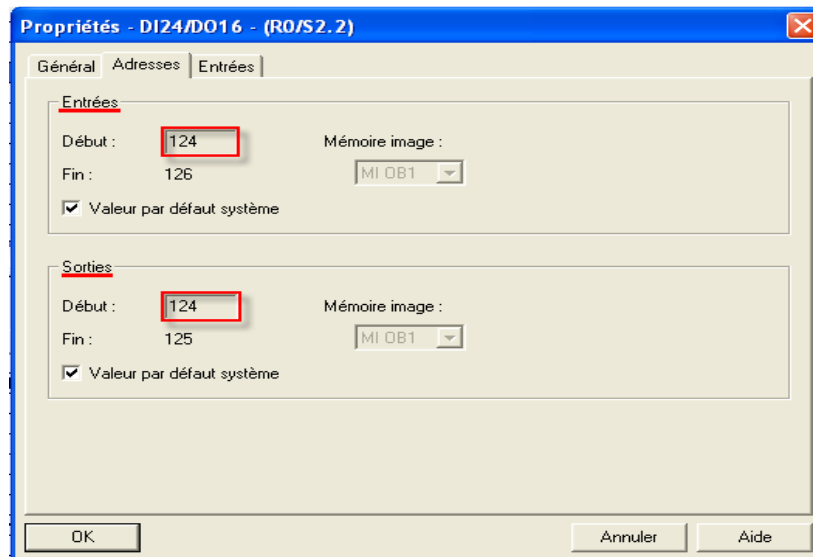 Propriétés - DI24/DO16 - (R0/S2.2)
Général Adresses Entrées
Entrées
Début : 124 Mémoire image :
Fin : 126 MI OB1
Valeur par défaut système
Sorties
Début : 124 Mémoire image :
Fin : 125 MI OB1
Valeur par défaut système
OK Annuler Aide